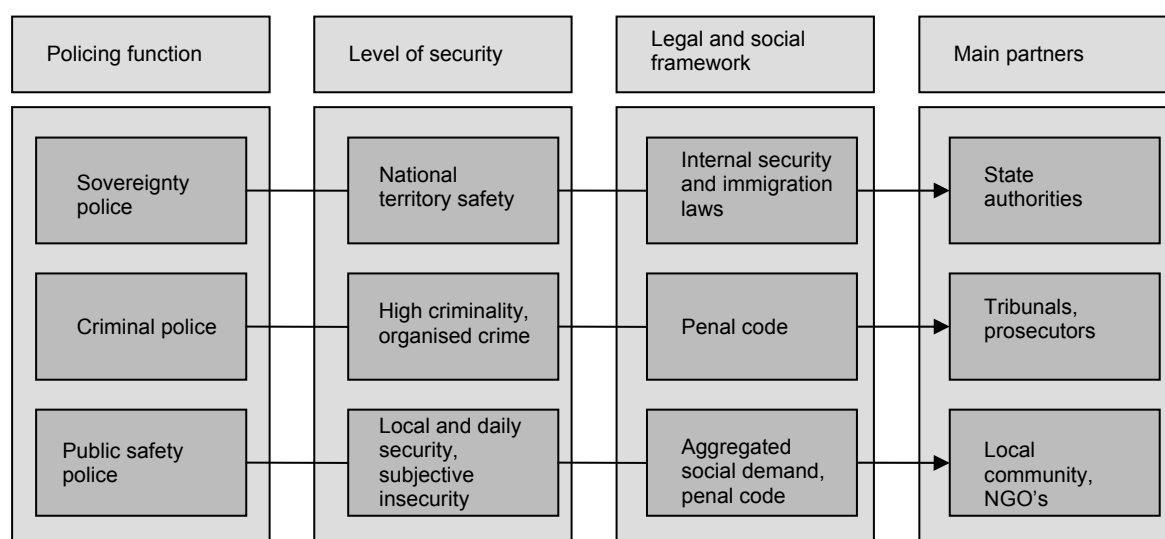 Policing function
Level of security
Legal and social
framework
Main partners
Sovereignty
police
National
territory safety
Internal security
and immigration
laws
State
authorities
Criminal police
High criminality,
organised crime
Penal code
Tribunals,
prosecutors
Public safety
police
Local and daily
security,
subjective
insecurity
Aggregated
social demand,
penal code
Local
community,
NGO’s